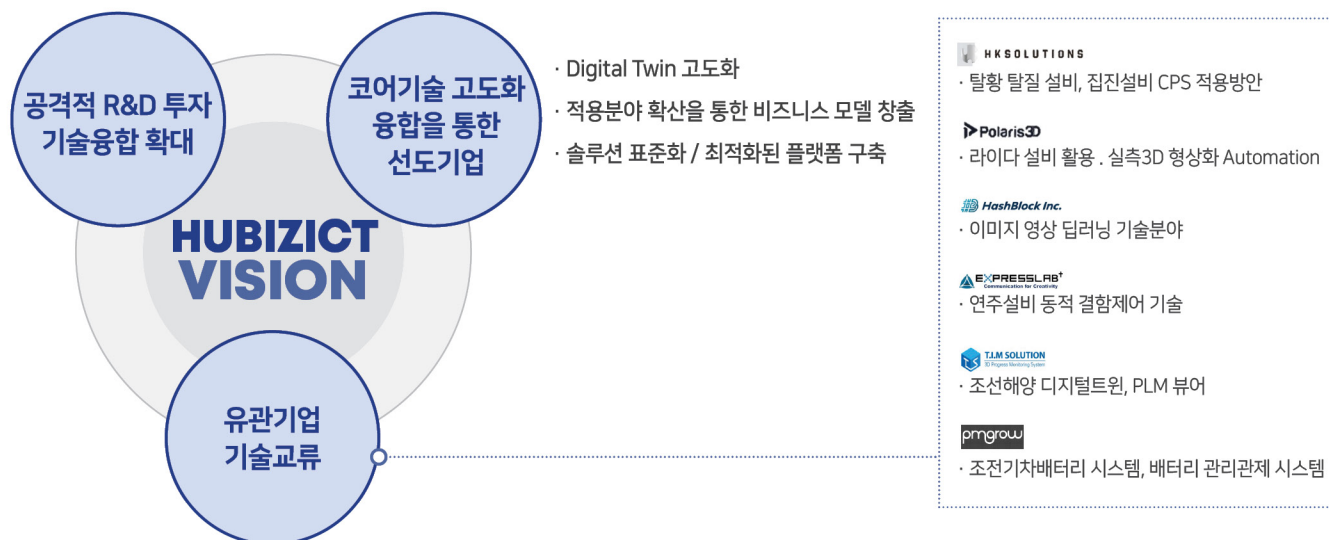 공격적 R&D 투자
기술융합 확대
코어기술 고도화
융합을 통한
선도기업
HUBIZICT
VISION
유관기업
기술교류
· Digital Twin 고도화
· 적용분야 확산을 통한 비즈니스 모델 창출
· 솔루션 표준화 / 최적화된 플랫폼 구축
HKSOLUTIONS
· 탈황 탈질 설비, 집진설비 CPS 적용방안
Polaris3D
· 라이다 설비 활용 . 실측3D 형상화 Automation
HashBlock Inc.
· 이미지 영상 딥러닝 기술분야
EXPRESSLAB†
Communication for Creativity
· 연주설비 동적 결함제어 기술
T.I.M SOLUTION
3D Progress Monitoring System
· 조선해양 디지털트윈, PLM 뷰어
pmgrow
· 조전기차배터리 시스템, 배터리 관리관제 시스템